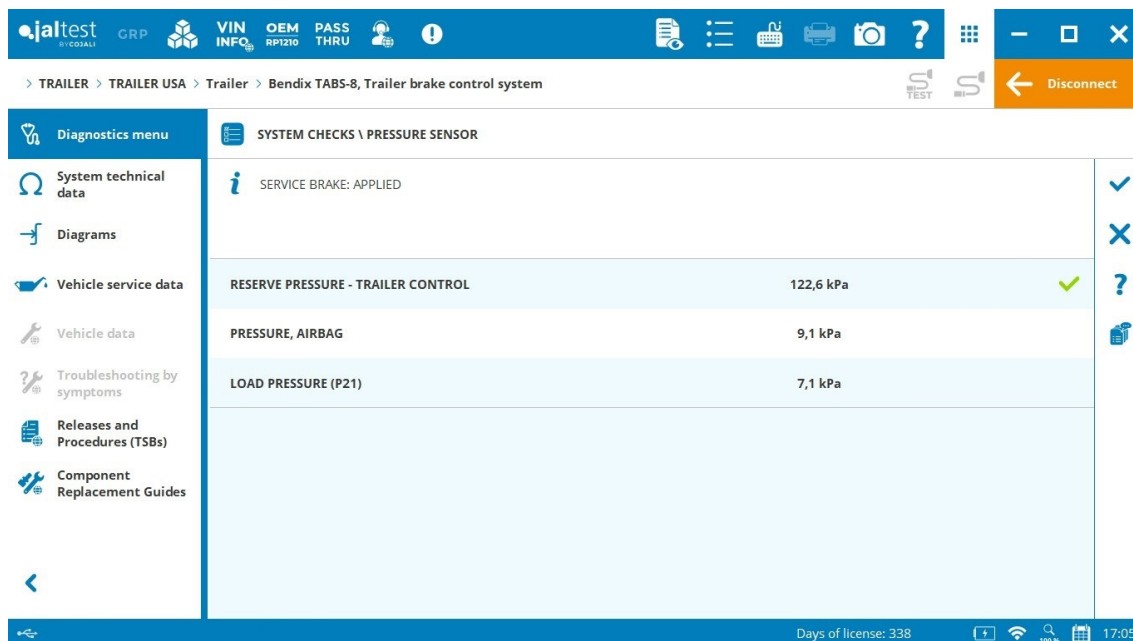 jaltest GRP VIN INFO OEM RP1210 PASS THRU
BY COJALI
> TRAILER > TRAILER USA > Trailer > Bendix TABS-8, Trailer brake control system
TEST
Disconnect
Diagnostics menu
SYSTEM CHECKS \ PRESSURE SENSOR
System technical
data
SERVICE BRAKE: APPLIED
Diagrams
Vehicle service data
RESERVE PRESSURE - TRAILER CONTROL 122,6 kPa
Vehicle data
PRESSURE, AIRBAG 9,1 kPa
Troubleshooting by
symptoms
LOAD PRESSURE (P21) 7,1 kPa
Releases and
Procedures (TSBs)
Component
Replacement Guides
Days of license: 338
100 %
17:05